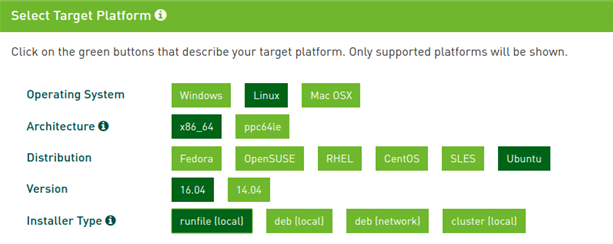 Select Target Platform
Click on the green buttons that describe your target platform. Only supported platforms will be shown.
Operating System Windows Linux Mac OSX
Architecture x86_64 ppc64le
Distribution Fedora OpenSUSE RHEL CentOS SLES Ubuntu
Version 16.04 14.04
Installer Type runfile (local) deb (local) deb (network) cluster (local)